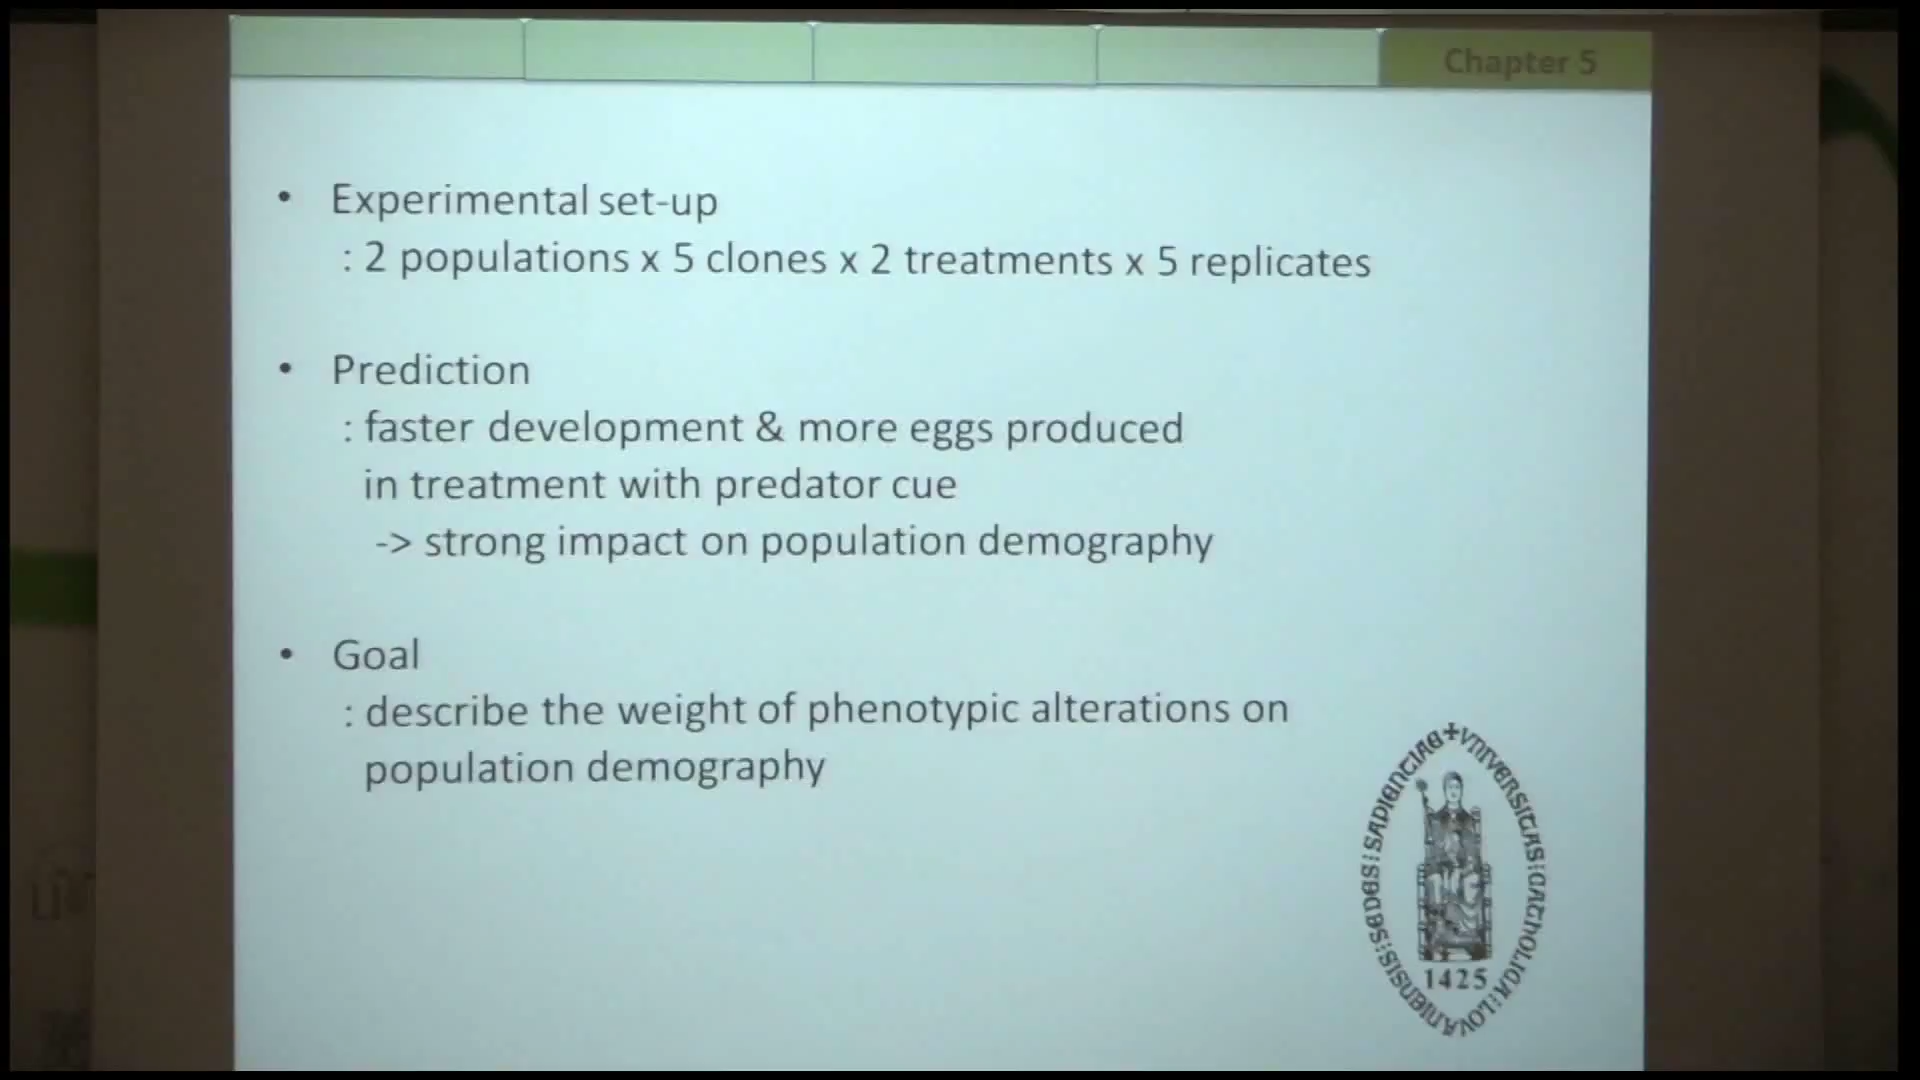 Chapter 5
• Experimental set-up
: 2 populations x 5 clones x 2 treatments x 5 replicates
• Prediction
: faster development & more eggs produced
in treatment with predator cue
-> strong impact on population demography
• Goal
: describe the weight of phenotypic alterations on
population demography
1425